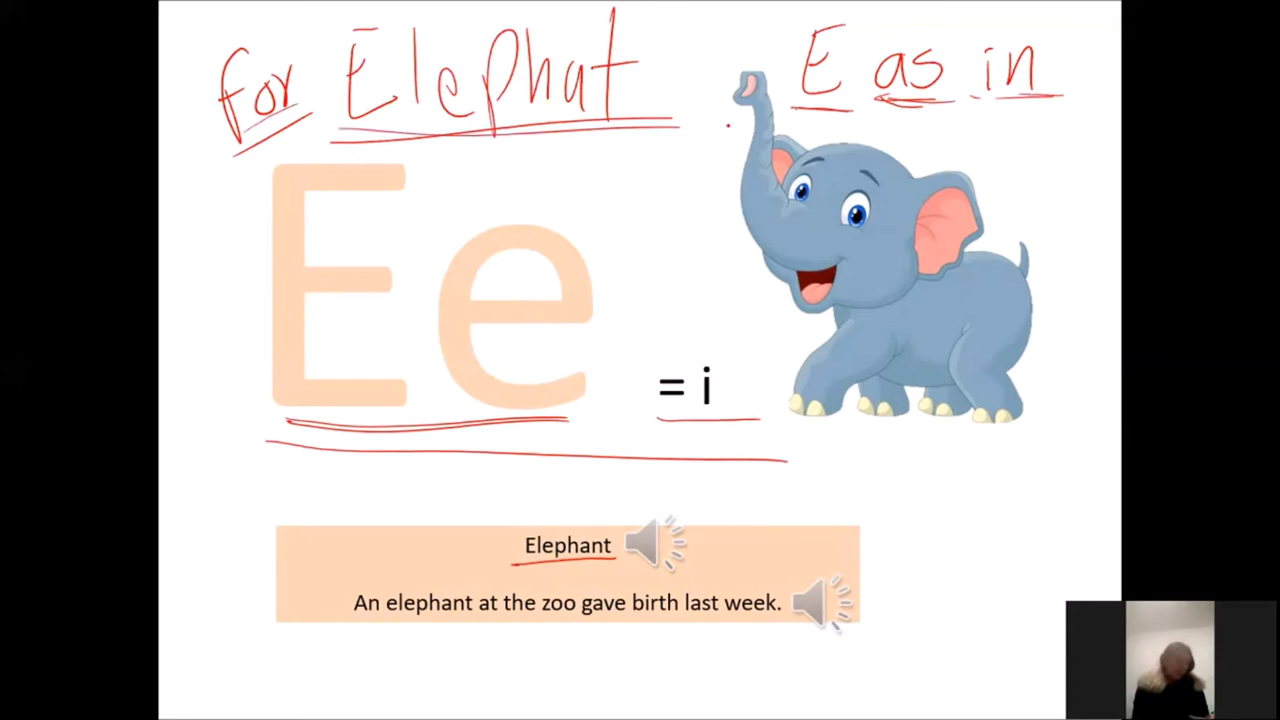 for Elephat
E as in
Ee
= i
Elephant
An elephant at the zoo gave birth last week.